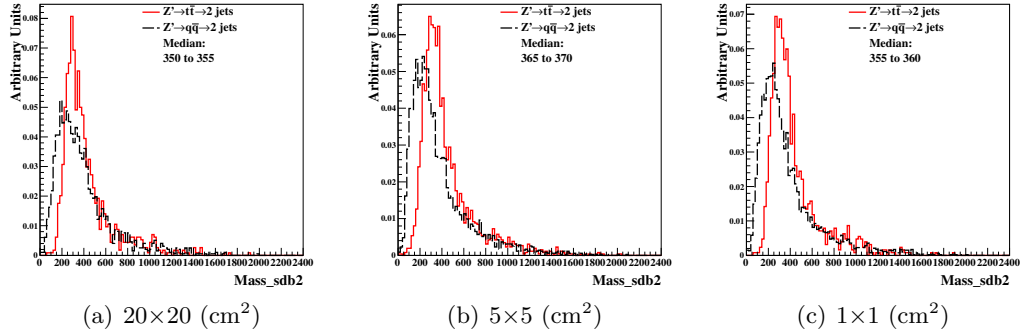 Arbitrary Units
Z'→tt̄→2 jets
Z'→qq̄→2 jets
Median:
350 to 355
0.08
0.07
0.06
0.05
0.04
0.03
0.02
0.01
0
0 200 400 600 800 1000 1200 1400 1600 1800 2000 2200 2400
Mass_sdb2
(a) 20×20 (cm²)
Arbitrary Units
Z'→tt̄→2 jets
Z'→qq̄→2 jets
Median:
365 to 370
0.06
0.05
0.04
0.03
0.02
0.01
0
0 200 400 600 800 1000 1200 1400 1600 1800 2000 2200 2400
Mass_sdb2
(b) 5×5 (cm²)
Arbitrary Units
Z'→tt̄→2 jets
Z'→qq̄→2 jets
Median:
355 to 360
0.07
0.06
0.05
0.04
0.03
0.02
0.01
0
0 200 400 600 800 1000 1200 1400 1600 1800 2000 2200 2400
Mass_sdb2
(c) 1×1 (cm²)